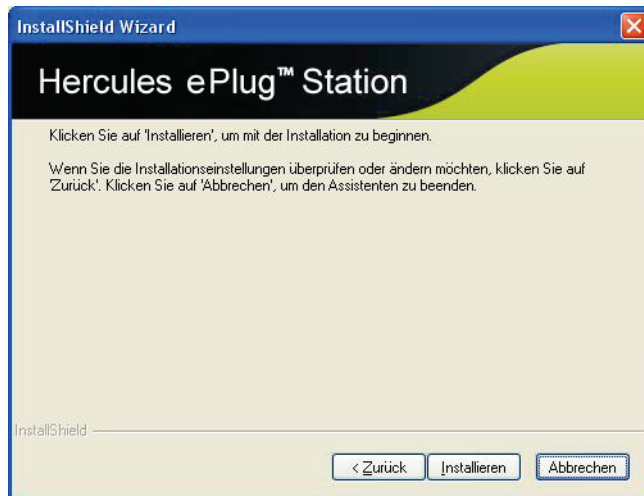 InstallShield Wizard
Hercules ePlug™ Station
Klicken Sie auf 'Installieren', um mit der Installation zu beginnen.
Wenn Sie die Installationseinstellungen überprüfen oder ändern möchten, klicken Sie auf
'Zurück'. Klicken Sie auf 'Abbrechen', um den Assistenten zu beenden.
InstallShield
< Zurück Installieren Abbrechen